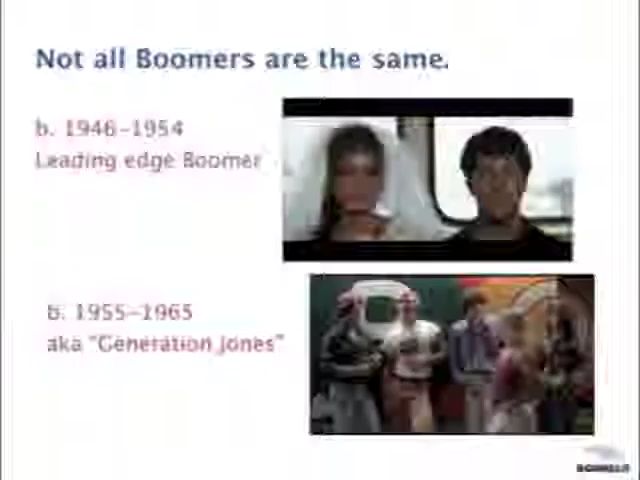 Not all Boomers are the same.
b. 1946-1954
Leading edge Boomer
b. 1955-1965
aka "Generation Jones"